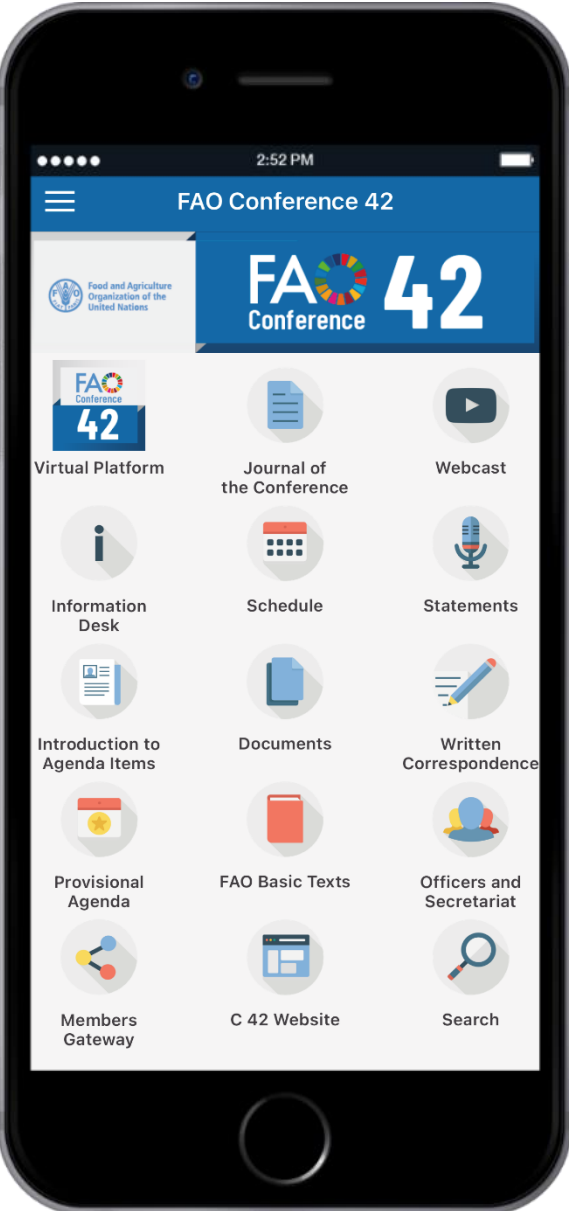 2:52 PM
FAO Conference 42
Food and Agriculture
Organization of the
United Nations
FAO 42
Conference
FAO
Conference
42
Virtual Platform
Journal of
the Conference
Webcast
Information
Desk
Schedule
Statements
Introduction to
Agenda Items
Documents
Written
Correspondence
Provisional
Agenda
FAO Basic Texts
Officers and
Secretariat
Members
Gateway
C 42 Website
Search